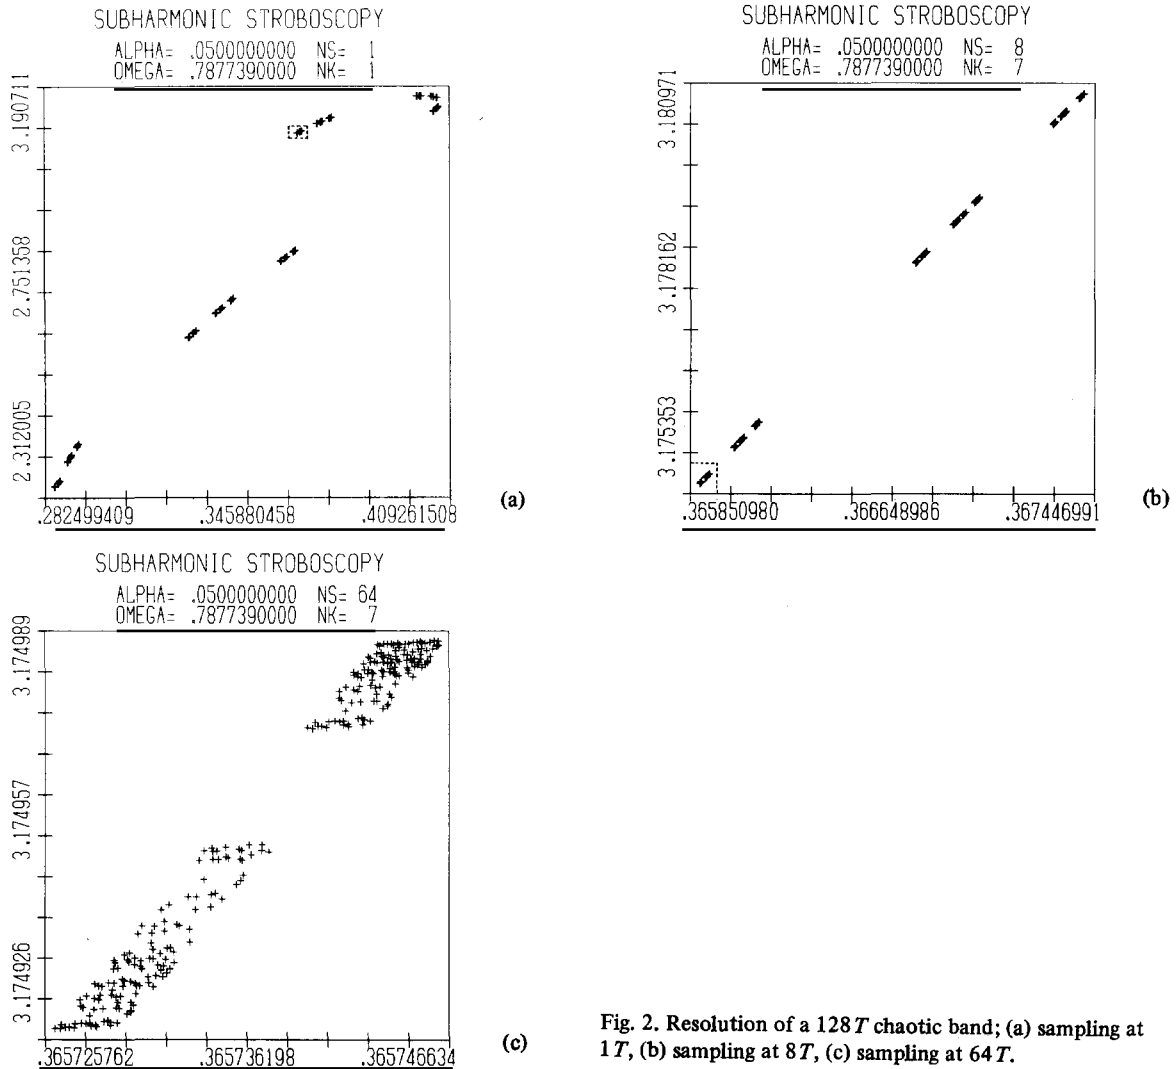 SUBHARMONIC STROBOSCOPY
ALPHA= .0500000000 NS= 1
OMEGA= .7877390000 NK= 1
3.19071
2.751358
2.312005
.282499409 .345880458 .409261508
(a)
SUBHARMONIC STROBOSCOPY
ALPHA= .0500000000 NS= 8
OMEGA= .7877390000 NK= 7
3.180971
3.178162
3.175353
.365850980 .366648986 .367446991
(b)
SUBHARMONIC STROBOSCOPY
ALPHA= .0500000000 NS= 64
OMEGA= .7877390000 NK= 7
3.174989
3.174957
3.174926
.365725762 .365736198 .365746634
(c)
Fig. 2. Resolution of a 128T chaotic band; (a) sampling at
1T, (b) sampling at 8T, (c) sampling at 64T.